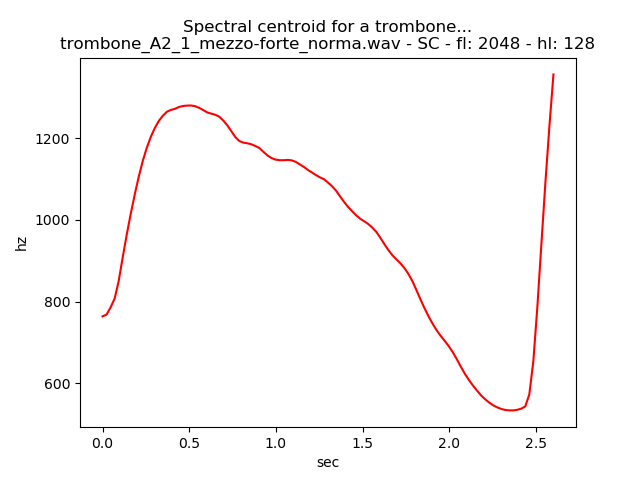 Spectral centroid for a trombone...
trombone_A2_1_mezzo-forte_norma.wav - SC - fl: 2048 - hl: 128
1200
1000
800
600
hz
0.0 0.5 1.0 1.5 2.0 2.5
sec